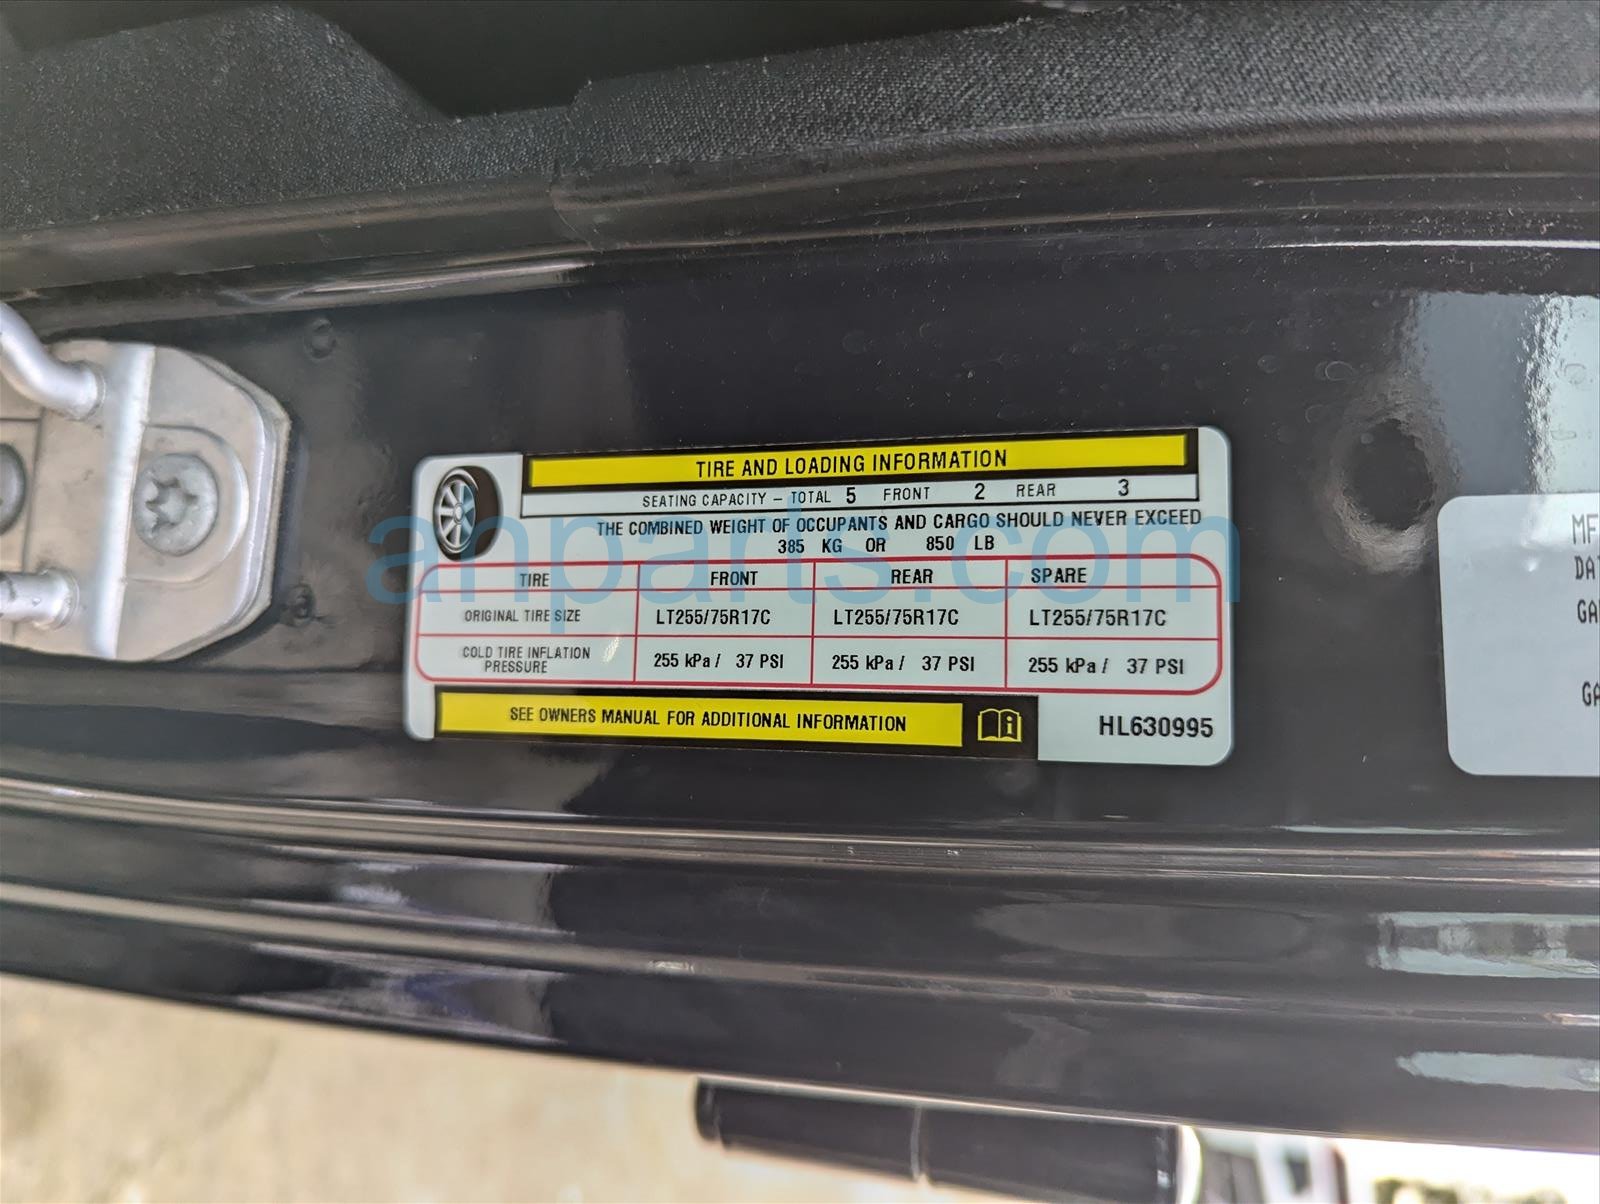 TIRE AND LOADING INFORMATION
SEATING CAPACITY – TOTAL 5 FRONT 2 REAR 3
THE COMBINED WEIGHT OF OCCUPANTS AND CARGO SHOULD NEVER EXCEED
385 KG OR 850 LB
TIRE FRONT REAR SPARE
ORIGINAL TIRE SIZE LT255/75R17C LT255/75R17C LT255/75R17C
COLD TIRE INFLATION
PRESSURE 255 kPa / 37 PSI 255 kPa / 37 PSI 255 kPa / 37 PSI
SEE OWNERS MANUAL FOR ADDITIONAL INFORMATION
HL630995
anparts.com